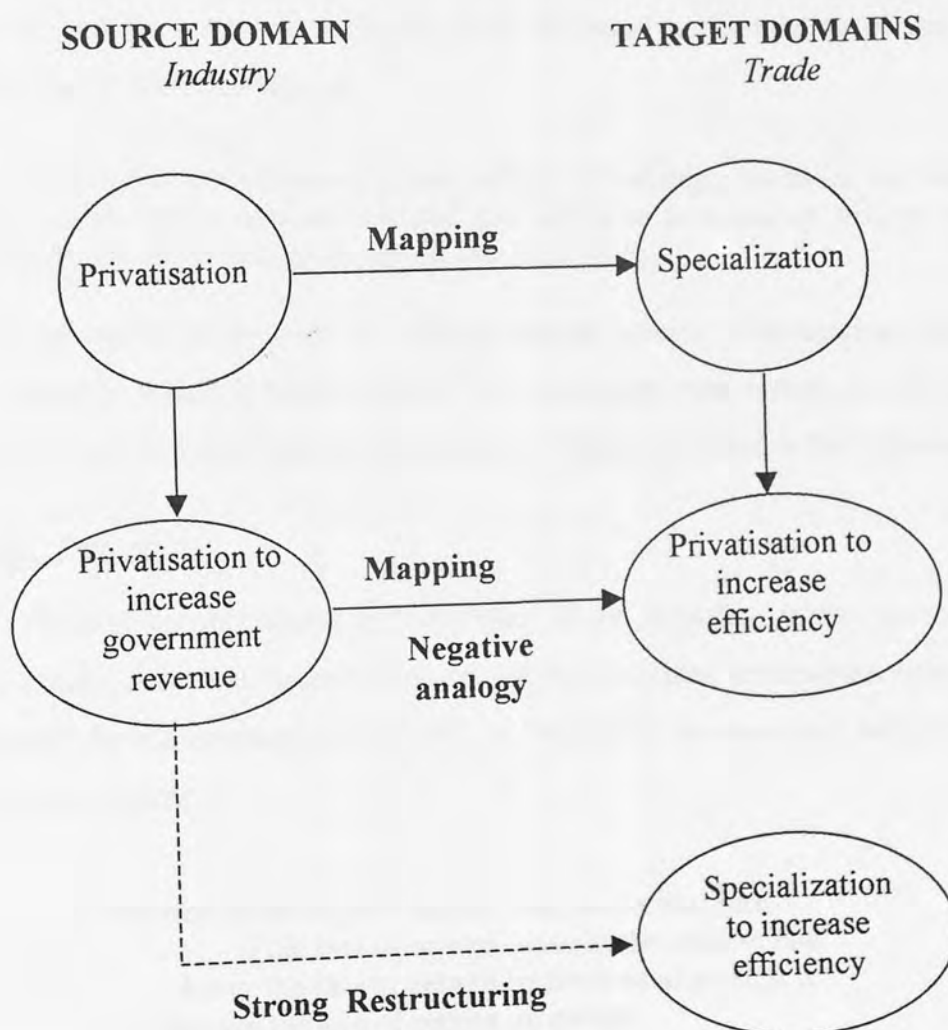 SOURCE DOMAIN
Industry
TARGET DOMAINS
Trade
Privatisation
Mapping
Specialization
Privatisation to
increase
government
revenue
Mapping
Negative
analogy
Privatisation to
increase
efficiency
Specialization
to increase
efficiency
Strong Restructuring